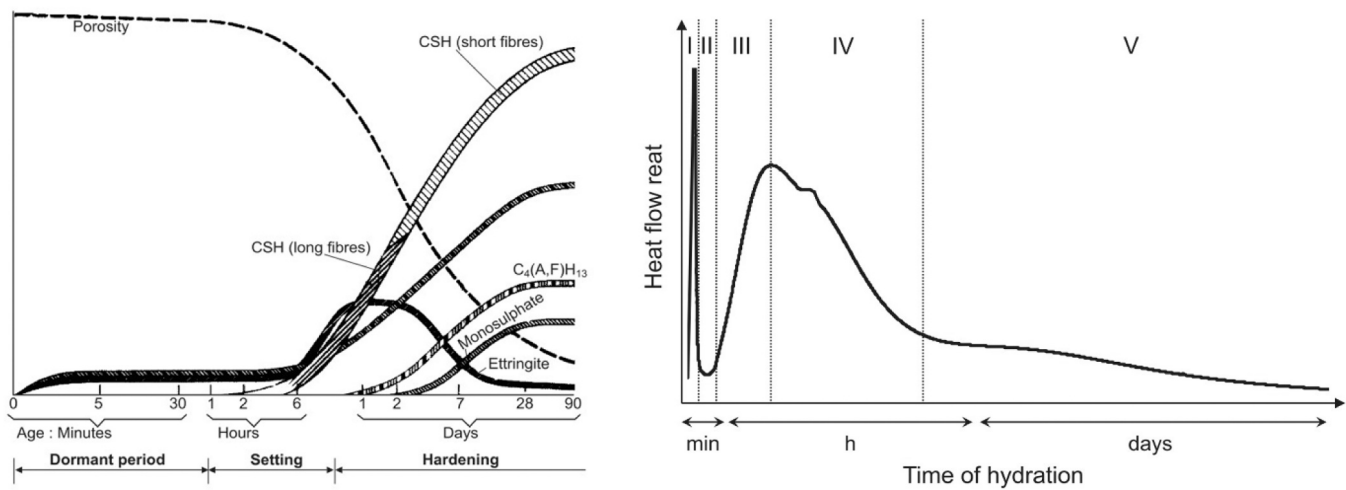 Porosity
CSH (short fibres)
CSH (long fibres)
C₄(A,F)H₁₃
Monosulphate
Ettringite
0 5 30 1 2 6 1 2 7 28 90
Age : Minutes Hours Days
Dormant period Setting Hardening
I II III IV V
Heat flow reat
min h days
Time of hydration